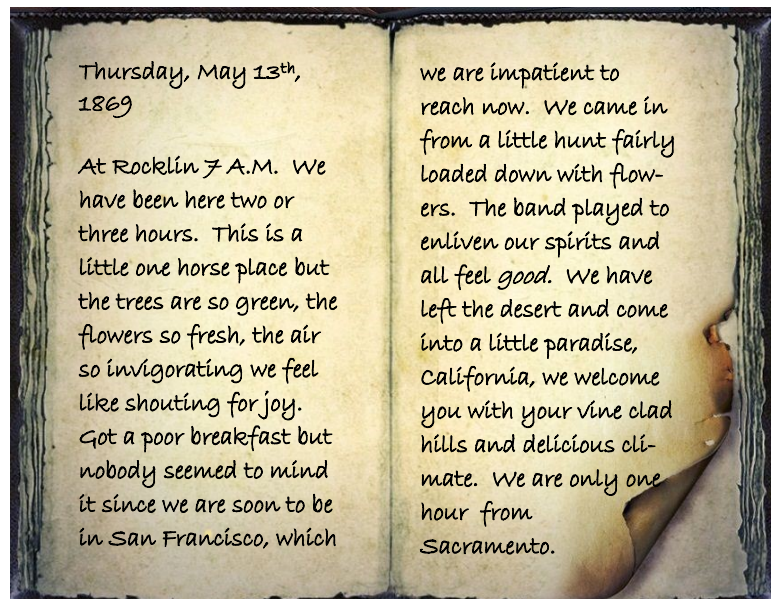 Thursday, May 13th,
1869
At Rocklin 7 A.M. We
have been here two or
three hours. This is a
little one horse place but
the trees are so green, the
flowers so fresh, the air
so invigorating we feel
like shouting for joy.
Got a poor breakfast but
nobody seemed to mind
it since we are soon to be
in San Francisco, which
we are impatient to
reach now. We came in
from a little hunt fairly
loaded down with flow-
ers. The band played to
enliven our spirits and
all feel good. We have
left the desert and come
into a little paradise,
California, we welcome
you with your vine clad
hills and delicious cli-
mate. We are only one
hour from
Sacramento.